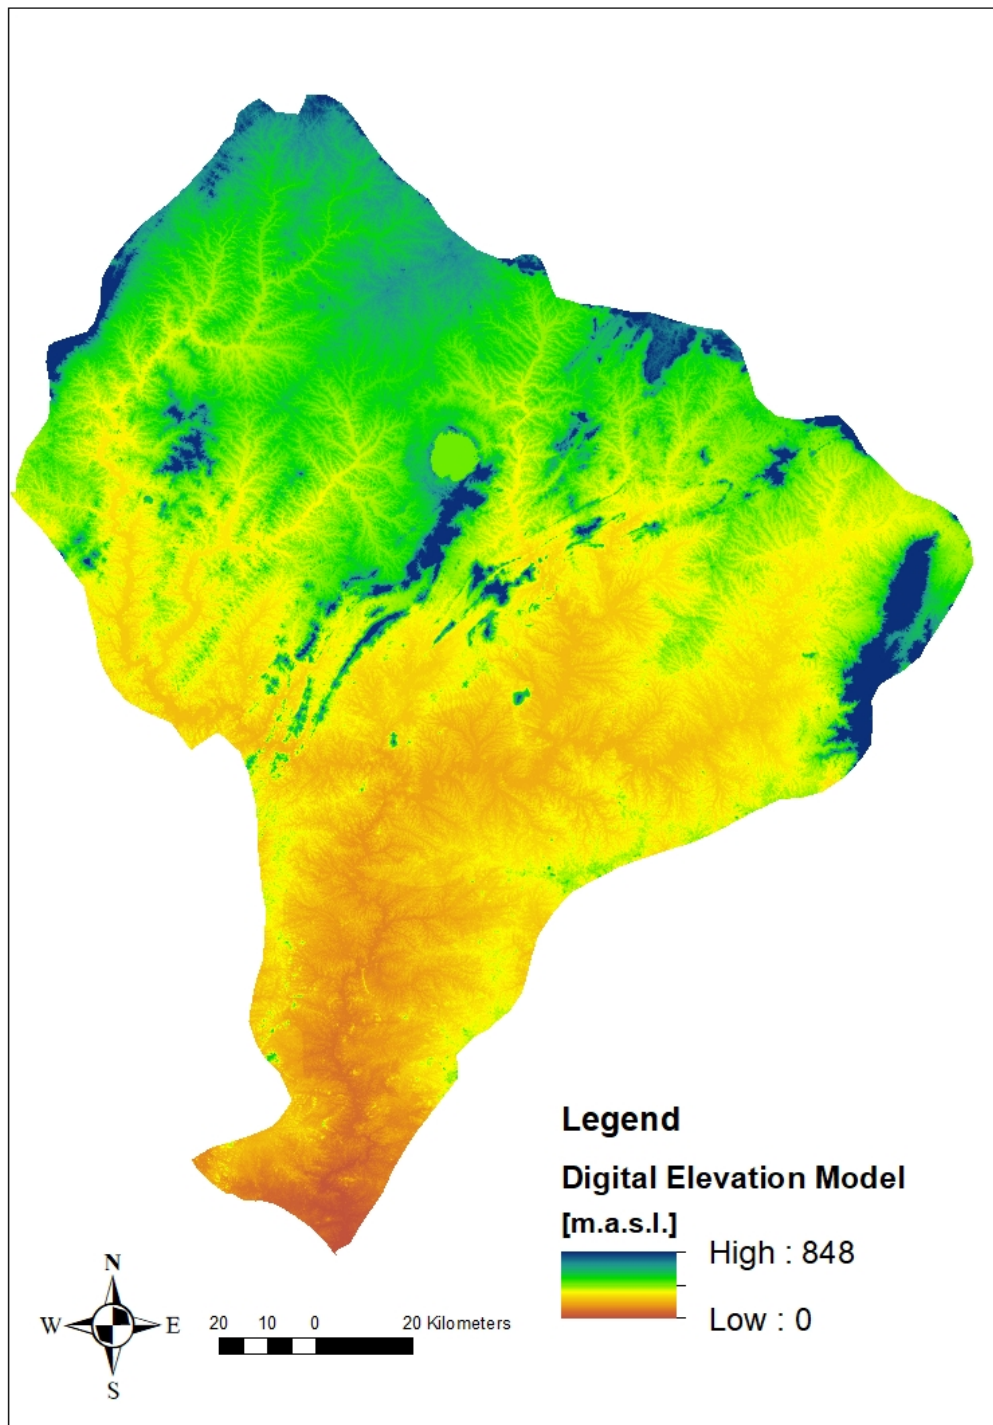 Legend
Digital Elevation Model
[m.a.s.l.]
High : 848
Low : 0
N
W E
S
20 10 0 20 Kilometers